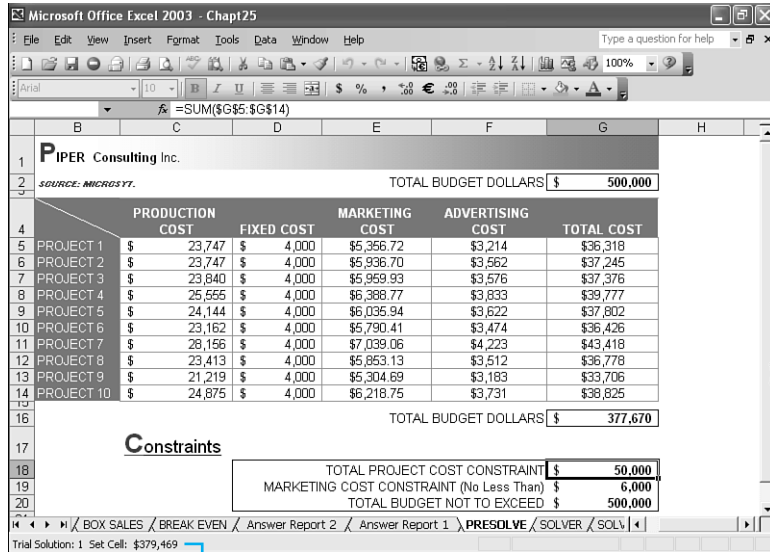 Microsoft Office Excel 2003 - Chapt25
File Edit View Insert Format Tools Data Window Help Type a question for help
100%
Arial 10 B I U $ % , € A
fx =SUM($G$5:$G$14)
B C D E F G H
1 PIPER Consulting Inc.
2 SOURCE: MICROSYT. TOTAL BUDGET DOLLARS $ 500,000
4 PRODUCTION COST FIXED COST MARKETING COST ADVERTISING COST TOTAL COST
5 PROJECT 1 $ 23,747 $ 4,000 $5,356.72 $3,214 $36,318
6 PROJECT 2 $ 23,747 $ 4,000 $5,936.70 $3,562 $37,245
7 PROJECT 3 $ 23,840 $ 4,000 $5,959.93 $3,576 $37,376
8 PROJECT 4 $ 25,555 $ 4,000 $6,388.77 $3,833 $39,777
9 PROJECT 5 $ 24,144 $ 4,000 $6,035.94 $3,622 $37,802
10 PROJECT 6 $ 23,162 $ 4,000 $5,790.41 $3,474 $36,426
11 PROJECT 7 $ 28,156 $ 4,000 $7,039.06 $4,223 $43,418
12 PROJECT 8 $ 23,413 $ 4,000 $5,853.13 $3,512 $36,778
13 PROJECT 9 $ 21,219 $ 4,000 $5,304.69 $3,183 $33,706
14 PROJECT 10 $ 24,875 $ 4,000 $6,218.75 $3,731 $38,825
16 TOTAL BUDGET DOLLARS $ 377,670
17 Constraints
18 TOTAL PROJECT COST CONSTRAINT $ 50,000
19 MARKETING COST CONSTRAINT (No Less Than) $ 6,000
20 TOTAL BUDGET NOT TO EXCEED $ 500,000
BOX SALES BREAK EVEN Answer Report 2 Answer Report 1 PRESOLVE SOLVER SOLV
Trial Solution: 1 Set Cell: $379,469